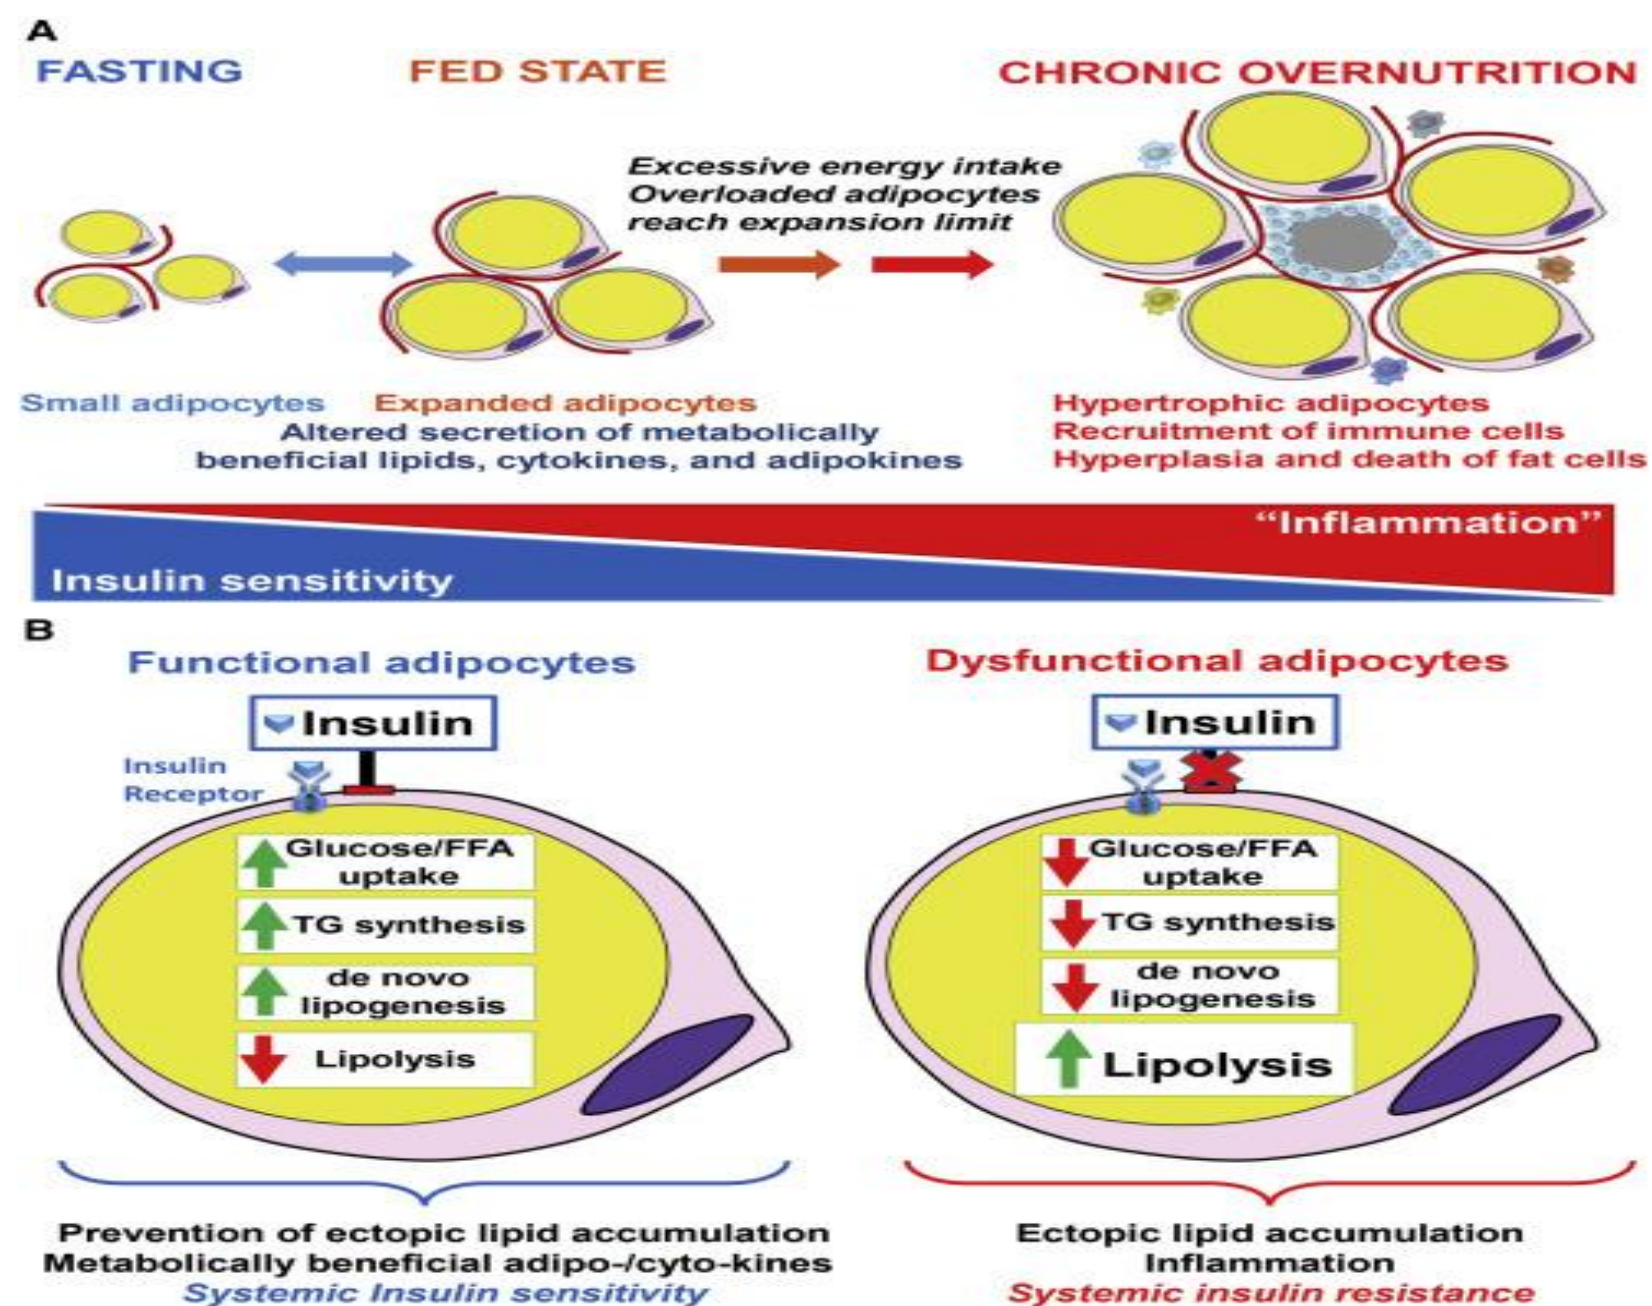 A
FASTING
FED STATE
CHRONIC OVERNUTRITION
Excessive energy intake
Overloaded adipocytes
reach expansion limit
Small adipocytes
Expanded adipocytes
Altered secretion of metabolically
beneficial lipids, cytokines, and adipokines
Hypertrophic adipocytes
Recruitment of immune cells
Hyperplasia and death of fat cells
“Inflammation”
Insulin sensitivity
B
Functional adipocytes
Insulin
Insulin
Receptor
Glucose/FFA
uptake
TG synthesis
de novo
lipogenesis
Lipolysis
Prevention of ectopic lipid accumulation
Metabolically beneficial adipo-/cyto-kines
Systemic Insulin sensitivity
Dysfunctional adipocytes
Insulin
Glucose/FFA
uptake
TG synthesis
de novo
lipogenesis
Lipolysis
Ectopic lipid accumulation
Inflammation
Systemic insulin resistance